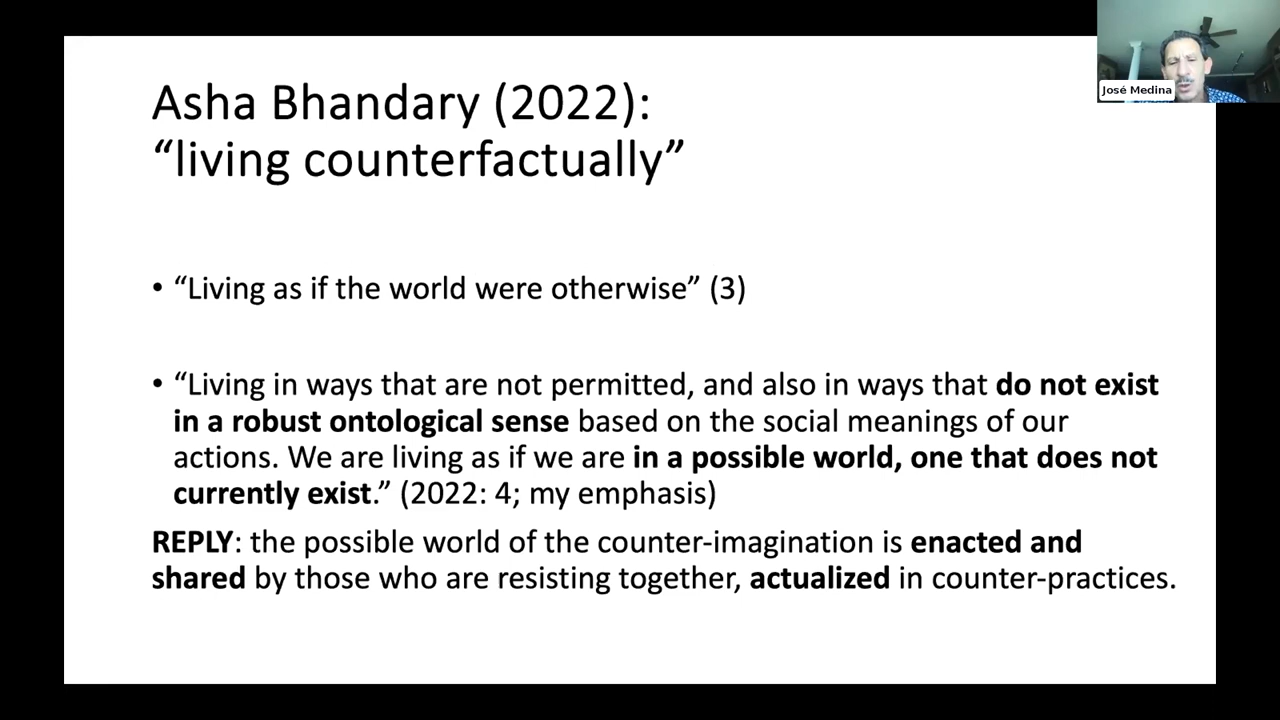 Asha Bhandary (2022):
“living counterfactually”
José Medina
• “Living as if the world were otherwise” (3)
• “Living in ways that are not permitted, and also in ways that do not exist
in a robust ontological sense based on the social meanings of our
actions. We are living as if we are in a possible world, one that does not
currently exist.” (2022: 4; my emphasis)
REPLY: the possible world of the counter-imagination is enacted and
shared by those who are resisting together, actualized in counter-practices.